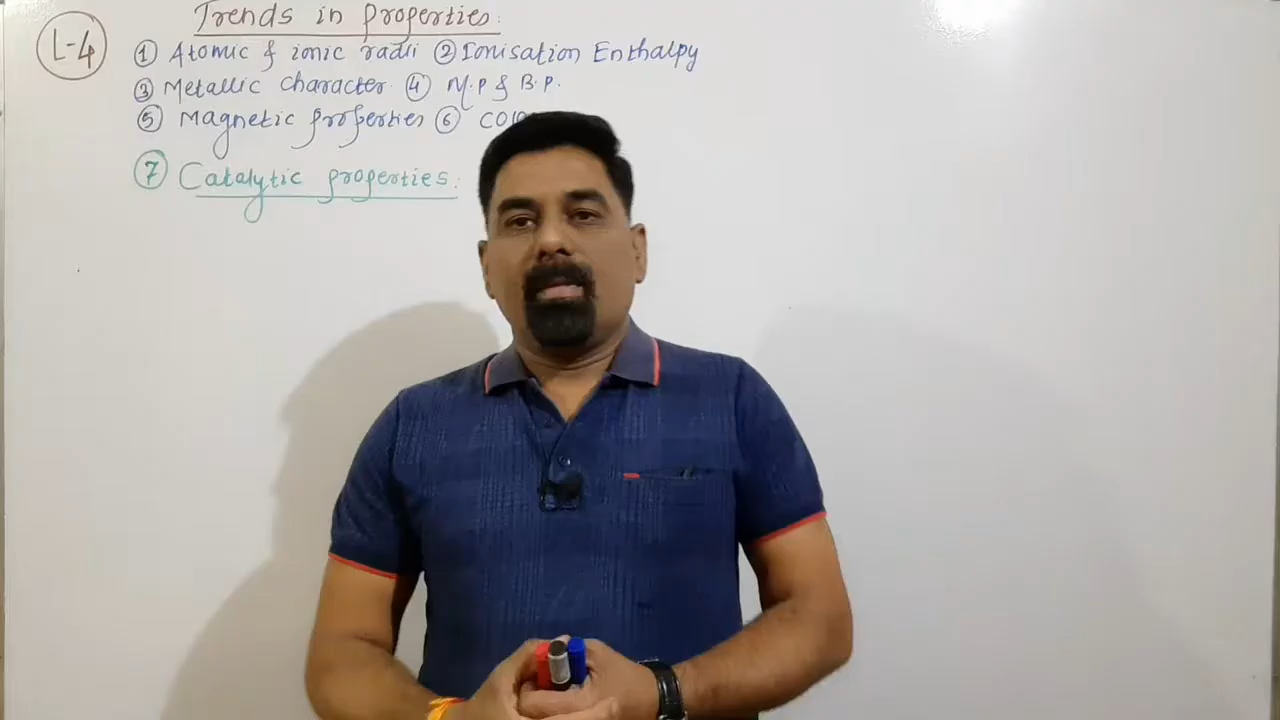 Trends in properties:
L-4
① Atomic & ionic radii ② Ionisation Enthalpy
③ Metallic character ④ M.P & B.P.
⑤ Magnetic properties ⑥
⑦ Catalytic properties: